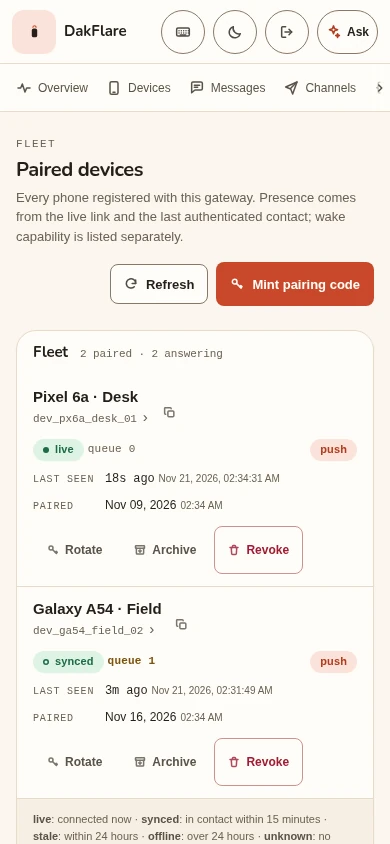 DakFlare
Ask
Overview
Devices
Messages
Channels
FLEET
Paired devices
Every phone registered with this gateway. Presence comes
from the live link and the last authenticated contact; wake
capability is listed separately.
Refresh
Mint pairing code
Fleet 2 paired · 2 answering
Pixel 6a · Desk
dev_px6a_desk_01 ›
live queue 0 push
LAST SEEN 18s ago Nov 21, 2026, 02:34:31 AM
PAIRED Nov 09, 2026 02:34 AM
Rotate Archive Revoke
Galaxy A54 · Field
dev_ga54_field_02 ›
synced queue 1 push
LAST SEEN 3m ago Nov 21, 2026, 02:31:49 AM
PAIRED Nov 16, 2026 02:34 AM
Rotate Archive Revoke
live: connected now · synced: in contact within 15 minutes ·
stale: within 24 hours · offline: over 24 hours · unknown: no